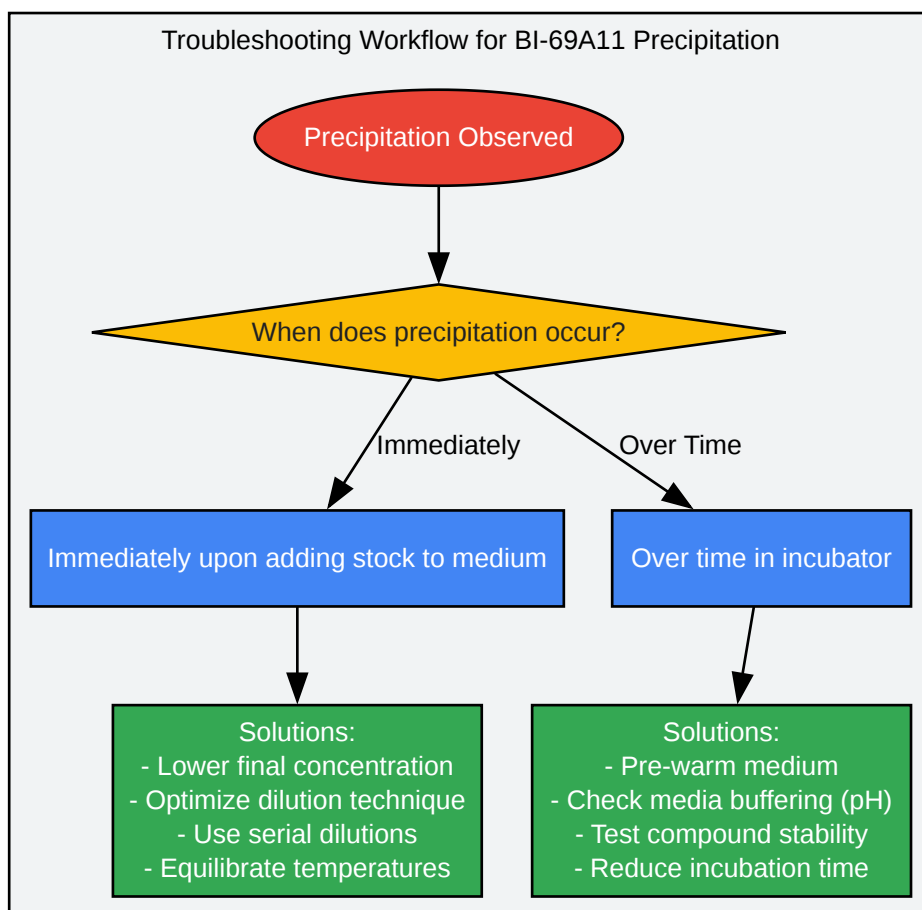 Troubleshooting Workflow for BI-69A11 Precipitation
Precipitation Observed
When does precipitation occur?
Immediately
Over Time
Immediately upon adding stock to medium
Over time in incubator
Solutions:
- Lower final concentration
- Optimize dilution technique
- Use serial dilutions
- Equilibrate temperatures
Solutions:
- Pre-warm medium
- Check media buffering (pH)
- Test compound stability
- Reduce incubation time